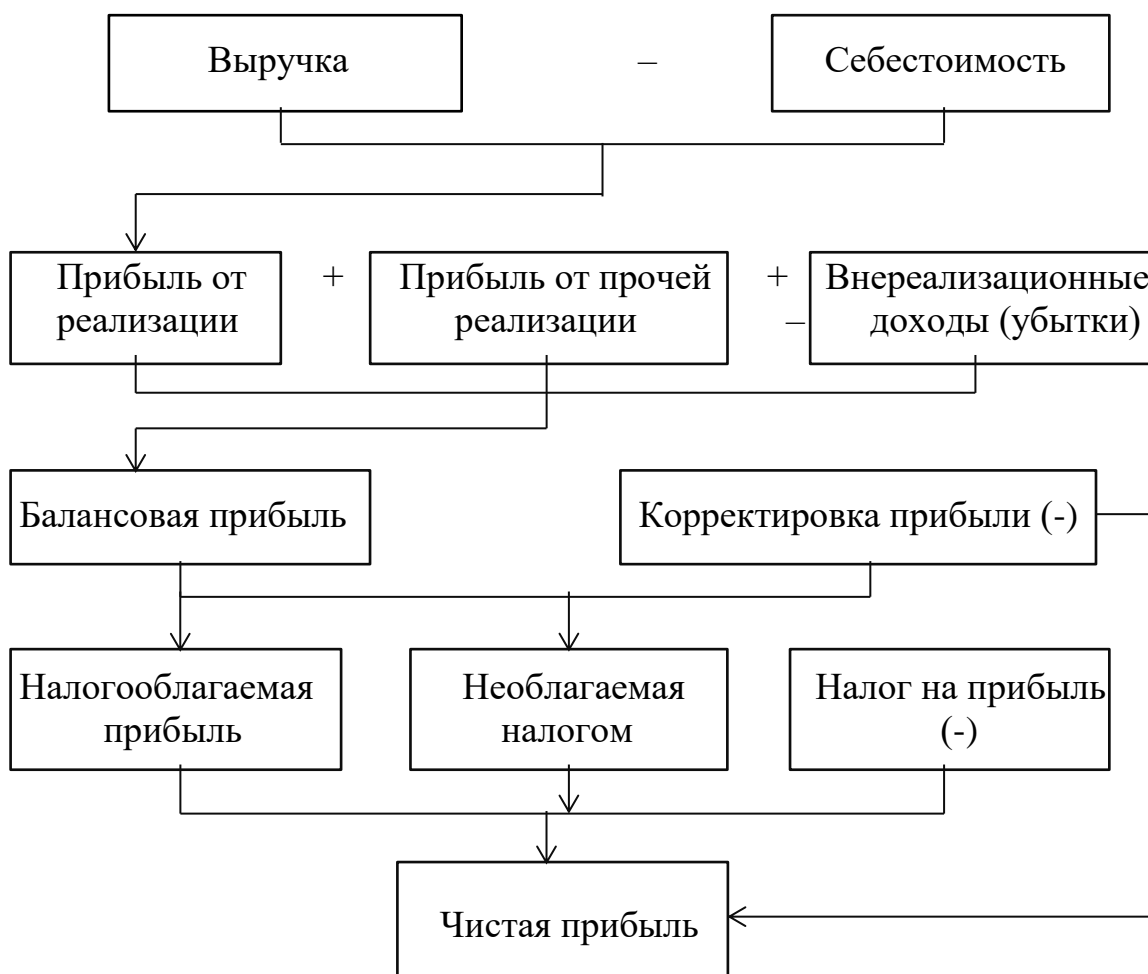 Выручка – Себестоимость
Прибыль от + Прибыль от прочей + Внереализационные
реализации реализации – доходы (убытки)
Балансовая прибыль Корректировка прибыли (-)
Налогооблагаемая Необлагаемая Налог на прибыль
прибыль налогом (-)
Чистая прибыль